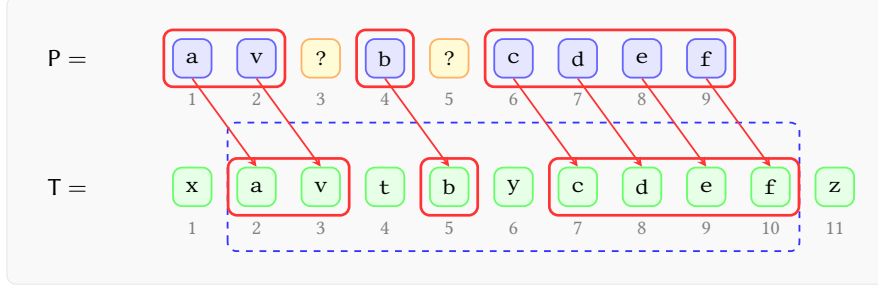 P = a v ? b ? c d e f
1 2 3 4 5 6 7 8 9
T = x a v t b y c d e f z
1 2 3 4 5 6 7 8 9 10 11